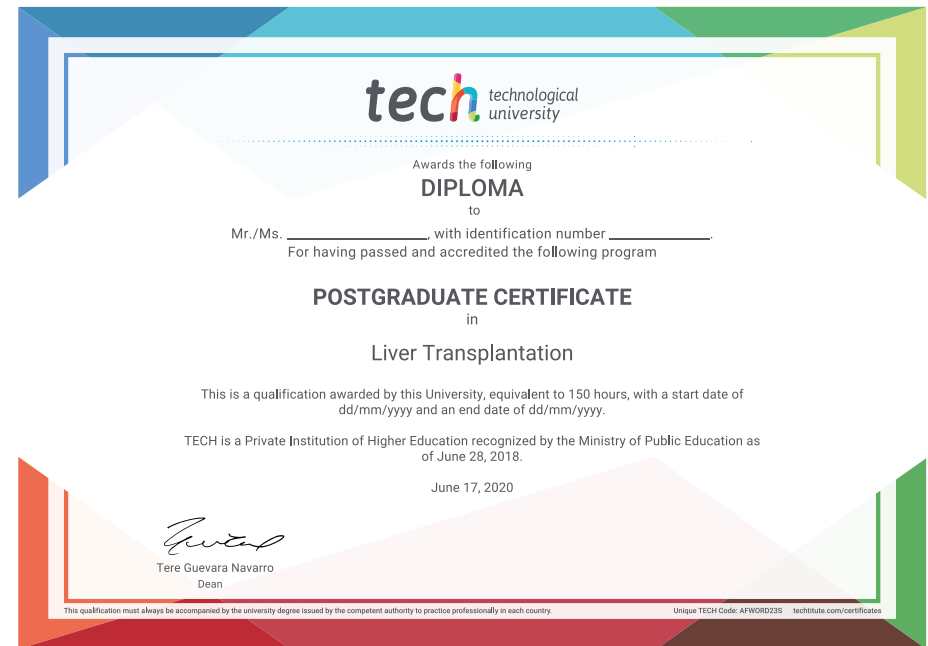 tech technological
university
Awards the following
DIPLOMA
to
Mr./Ms. ____________________, with identification number ______________.
For having passed and accredited the following program
POSTGRADUATE CERTIFICATE
in
Liver Transplantation
This is a qualification awarded by this University, equivalent to 150 hours, with a start date of
dd/mm/yyyy and an end date of dd/mm/yyyy.
TECH is a Private Institution of Higher Education recognized by the Ministry of Public Education as
of June 28, 2018.
June 17, 2020
Tere Guevara Navarro
Dean
This qualification must always be accompanied by the university degree issued by the competent authority to practice professionally in each country.
Unique TECH Code: AFWORD23S techtitute.com/certificates